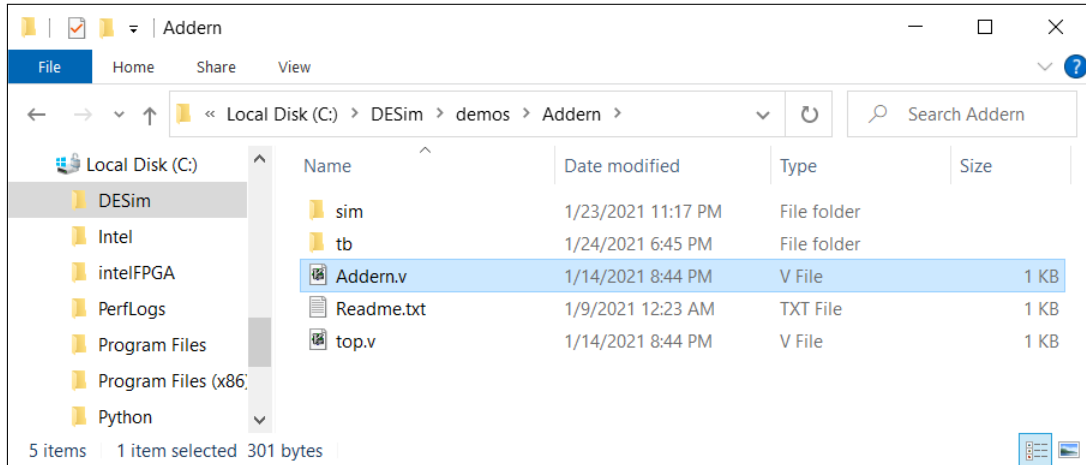 Addern
File Home Share View ?
« Local Disk (C:) > DESim > demos > Addern > Search Addern
Local Disk (C:)
DESim
Intel
intelFPGA
PerfLogs
Program Files
Program Files (x86)
Python
Name Date modified Type Size
sim 1/23/2021 11:17 PM File folder
tb 1/24/2021 6:45 PM File folder
Addern.v 1/14/2021 8:44 PM V File 1 KB
Readme.txt 1/9/2021 12:23 AM TXT File 1 KB
top.v 1/14/2021 8:44 PM V File 1 KB
5 items 1 item selected 301 bytes